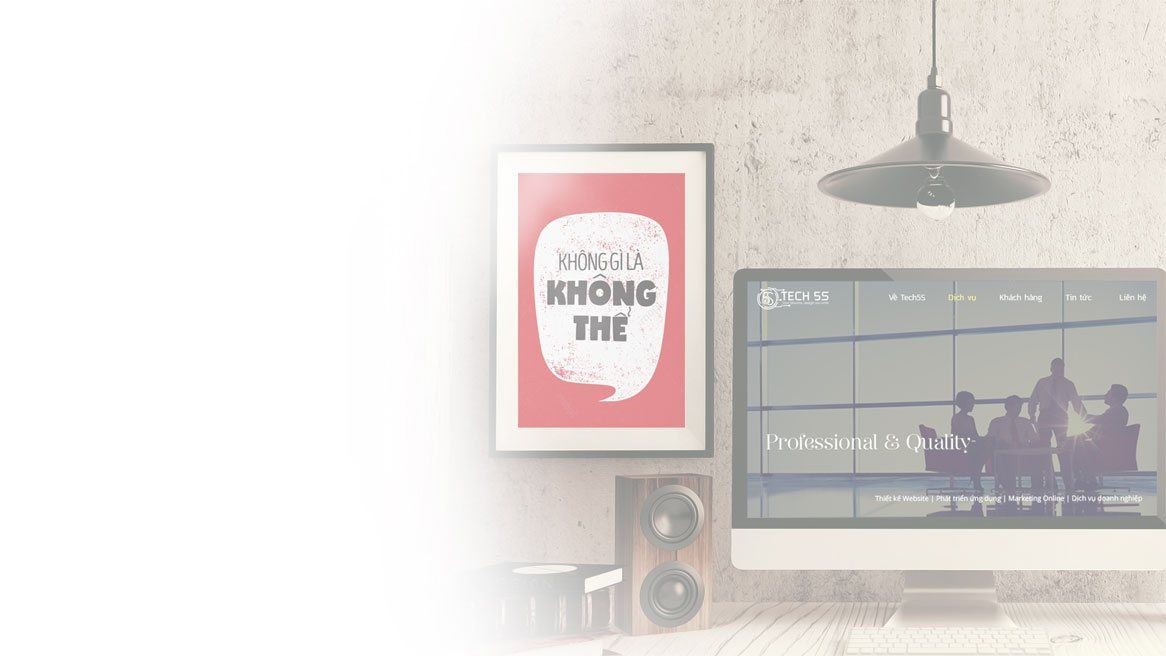 KHÔNG GÌ LÀ
KHÔNG
THỂ
TECH 5S
Về Tech5S
Dịch vụ
Khách hàng
Tin tức
Liên hệ
Professional & Quality
Thiết kế Website | Phát triển ứng dụng | Marketing Online | Dịch vụ doanh nghiệp